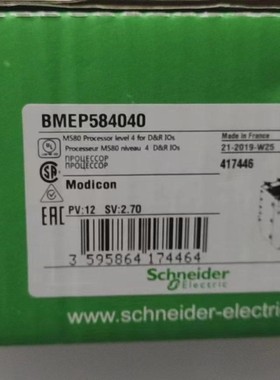 BMEP584040
M580 Processor level 4 for D&R IOs
Processeur M580 niveau 4 D&R IOs
ПРОЦЕССОР
ПРОЦЕССОР
Modicon
PV:12 SV:2.70
Made in France
21-2019-W25
417446
3 595864 174464
Schneider
Electric
www.schneider-electri